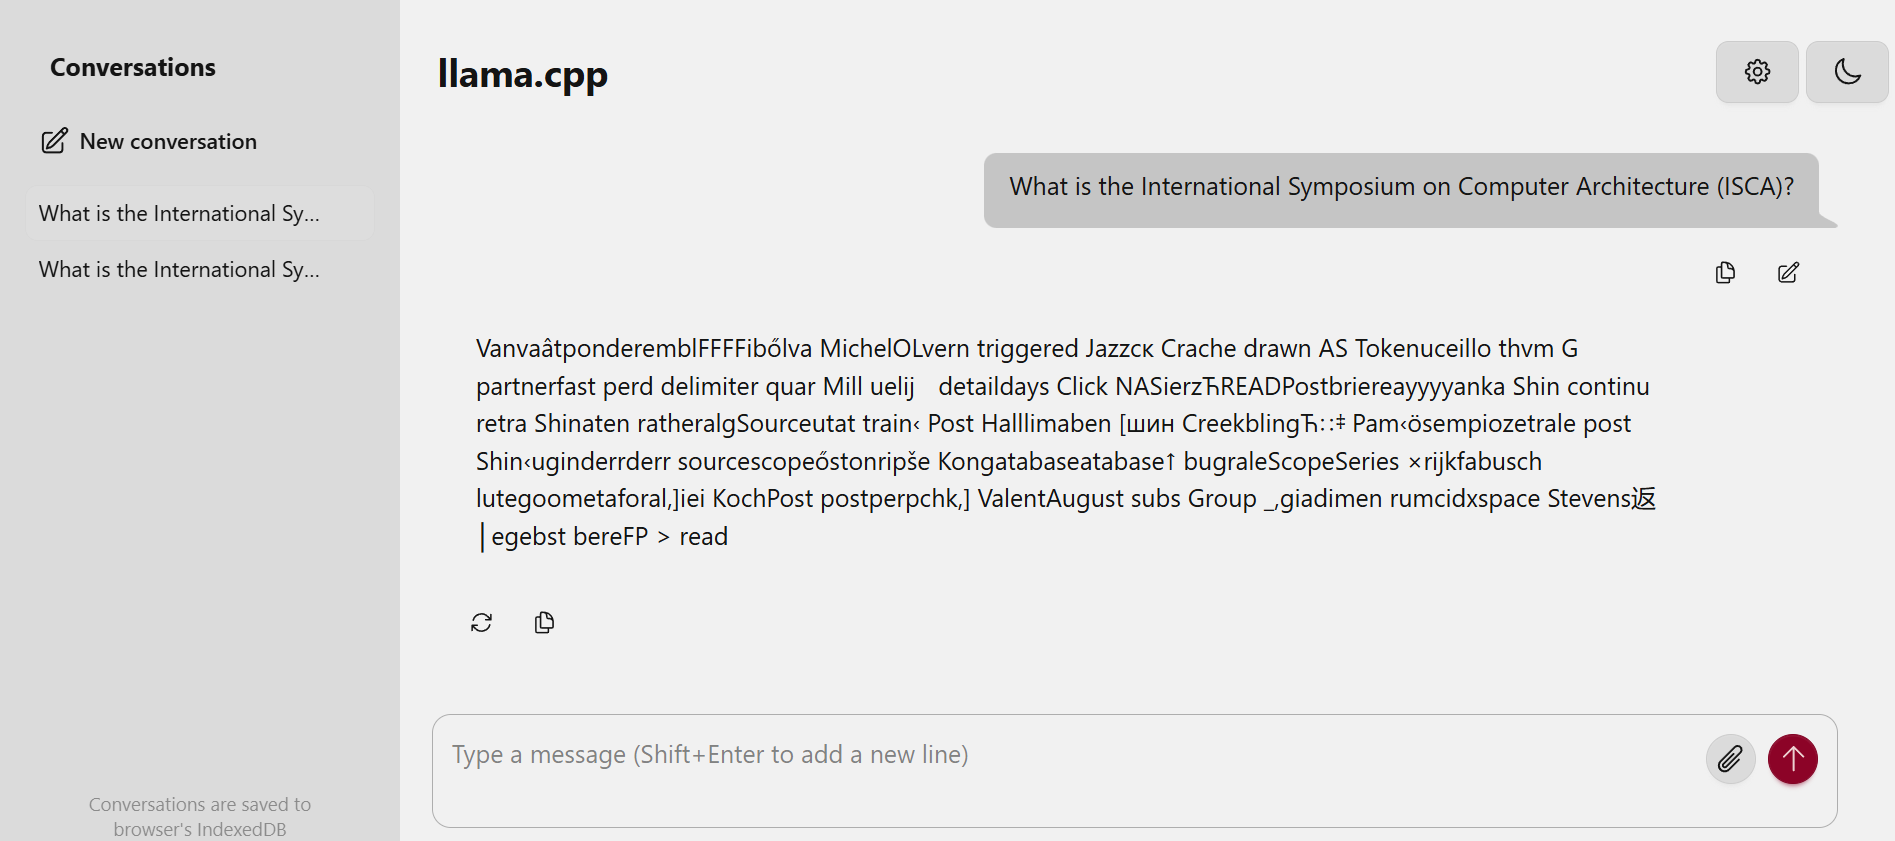 Conversations
New conversation
What is the International Sy...
What is the International Sy...
Conversations are saved to
browser's IndexedDB
llama.cpp
What is the International Symposium on Computer Architecture (ISCA)?
VanvaâtponderemblFFFFibőlva MichelOLvern triggered Jazzcк Crache drawn AS Tokenuceillo thvm G
partnerfast perd delimiter quar Mill uelij detaildays Click NASierzЋREADPostbriereayyyyanka Shin continu
retra Shinaten ratheralgSourceutat train‹ Post Halllimaben [шин CreekblingЋ::‡ Pam‹ösempiozetrale post
Shin‹uginderrderr sourcescopeőstonripše Kongatabaseatabase↑ bugraleScopeSeries ×rijkfabusch
lutegoometaforal,]iei KochPost postperpchk,] ValentAugust subs Group _,giadimen rumcidxspace Stevens返
│egebst bereFP > read
Type a message (Shift+Enter to add a new line)